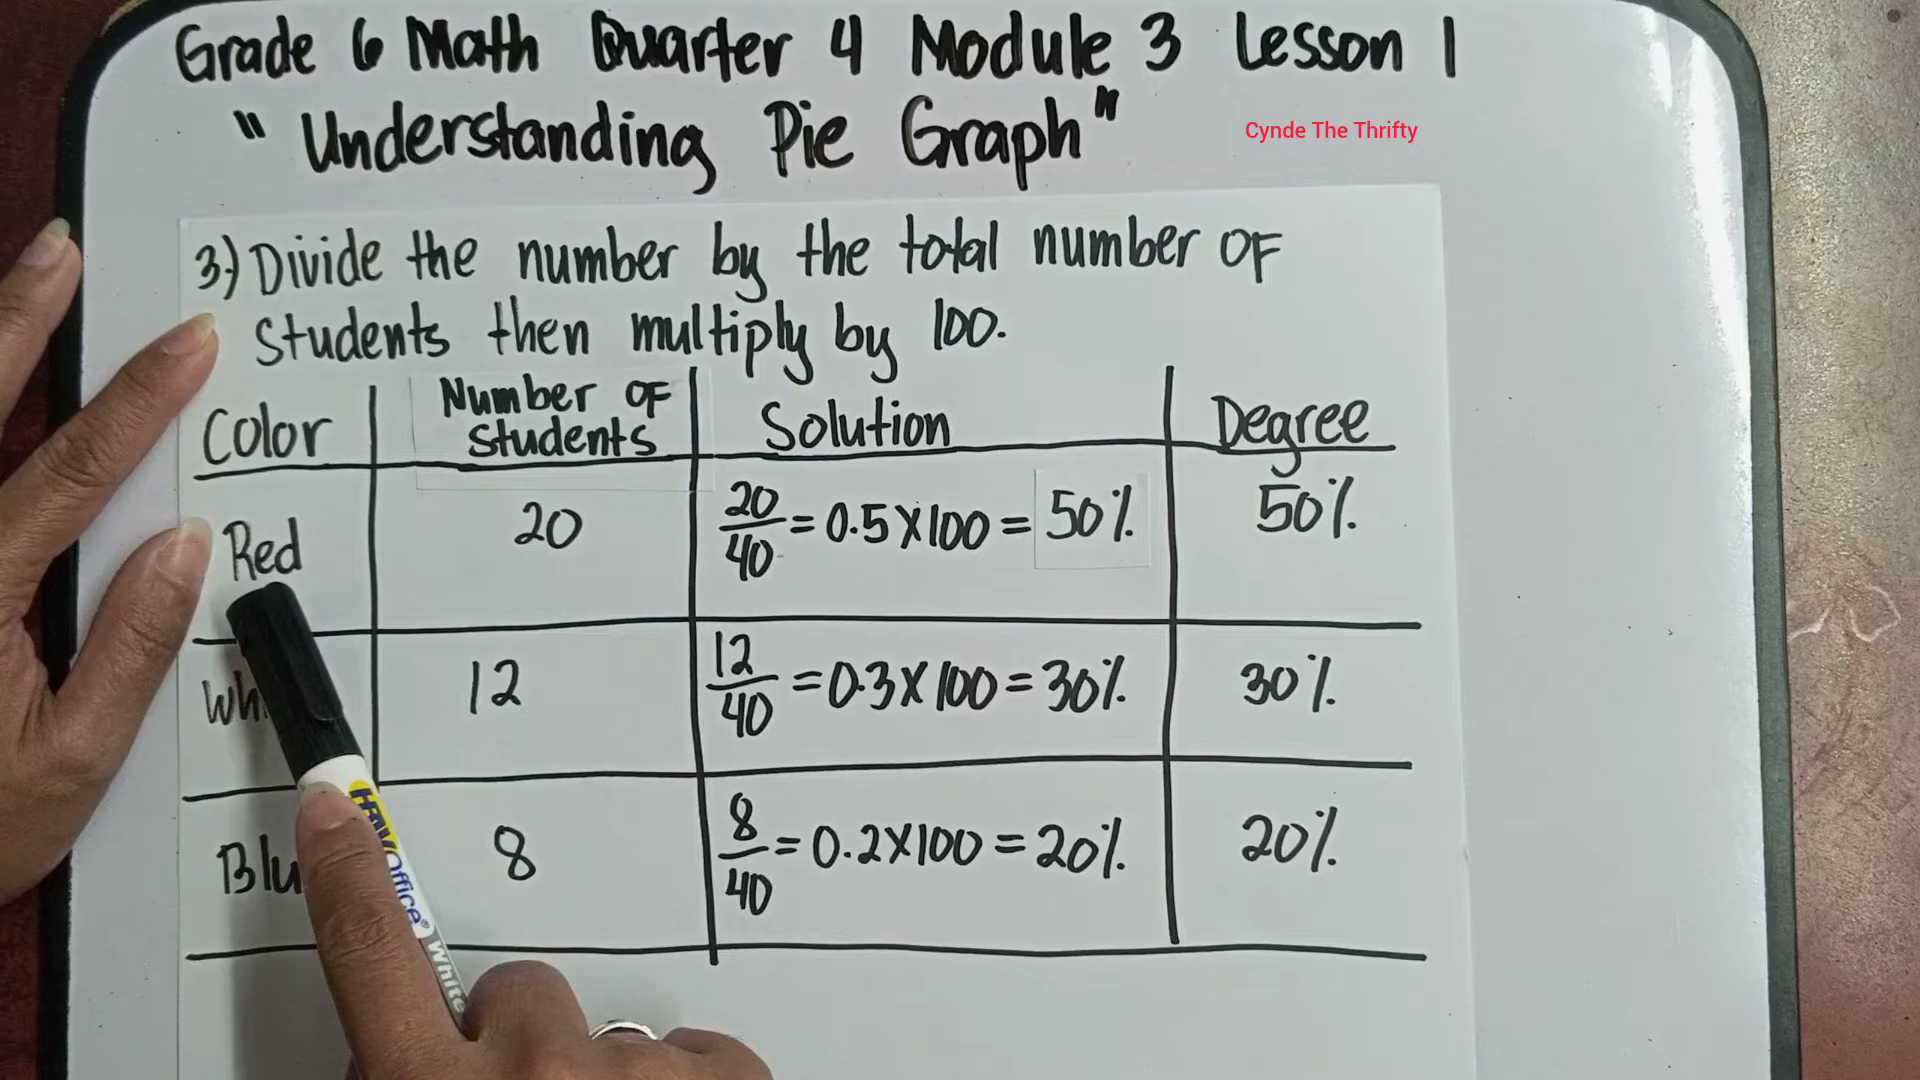 Grade 6 Math Quarter 4 Module 3 Lesson 1
"Understanding Pie Graph"
Cynde The Thrifty
3.) Divide the number by the total number OF
students then multiply by 100.
Color | Number OF students | Solution | Degree
Red | 20 | 20/40 = 0.5 X 100 = 50% | 50%
12 | 12/40 = 0.3 X 100 = 30% | 30%
8 | 8/40 = 0.2 X 100 = 20% | 20%
Office®
White